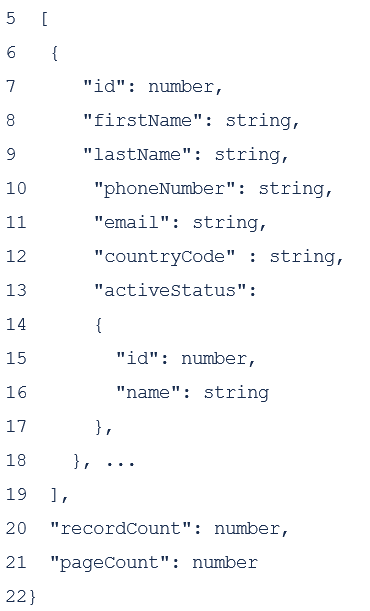 5  [
6   {
7      "id": number,
8      "firstName": string,
9      "lastName": string,
10      "phoneNumber": string,
11      "email": string,
12      "countryCode" : string,
13      "activeStatus":
14      {
15        "id": number,
16        "name": string
17      },
18    }, ...
19  ],
20  "recordCount": number,
21  "pageCount": number
22}